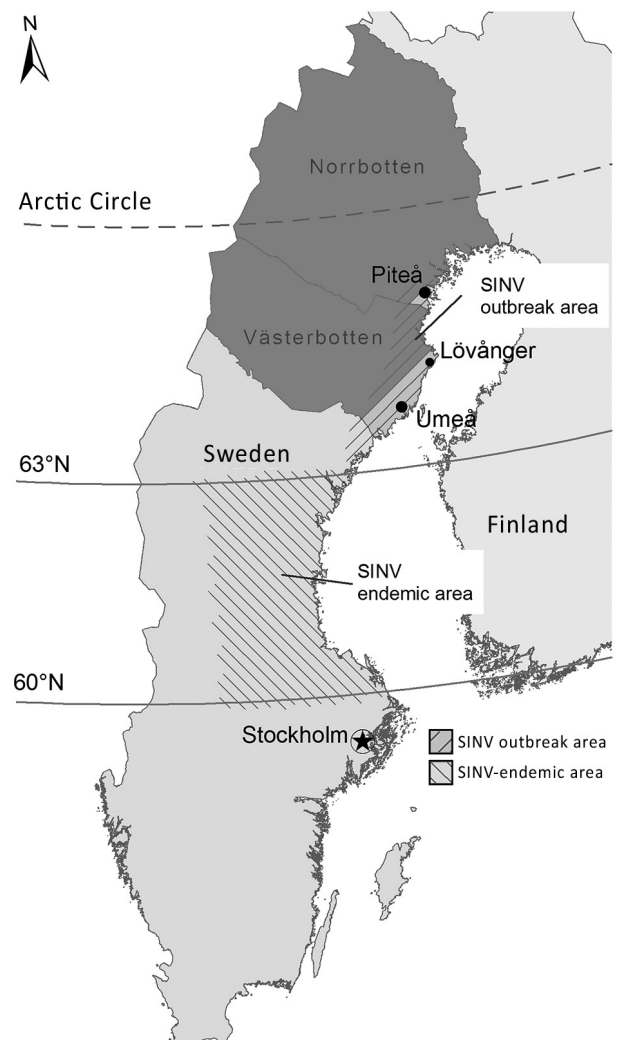 N
Norrbotten
Arctic Circle
Piteå
SINV
outbreak area
Västerbotten
Lövånger
Umeå
Sweden
63°N
Finland
SINV
endemic area
60°N
Stockholm
SINV outbreak area
SINV-endemic area